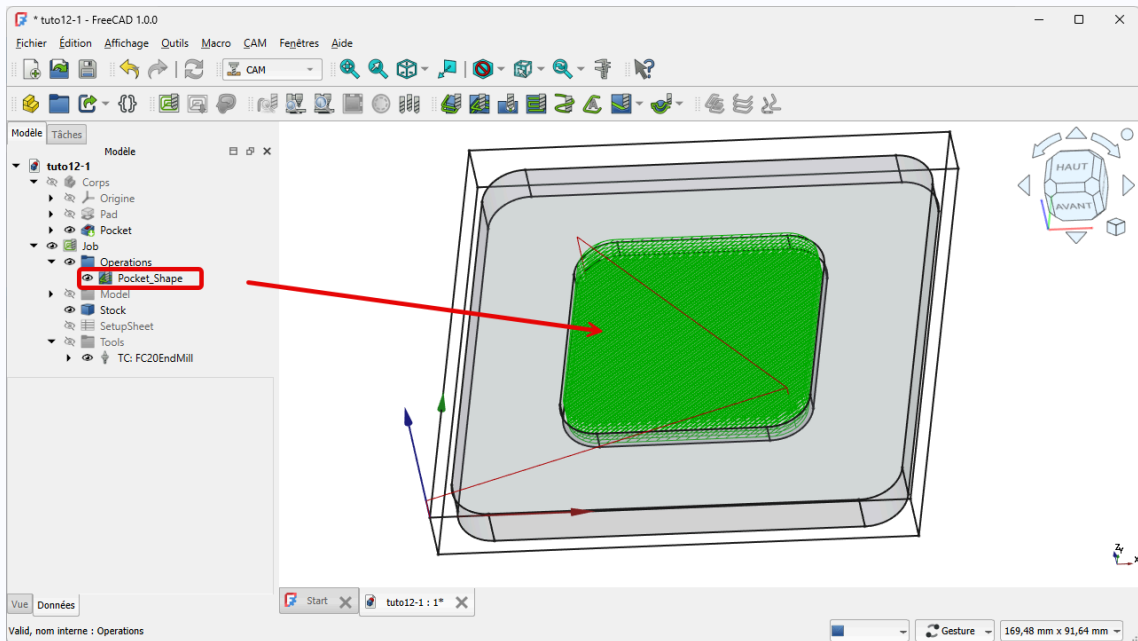 * tuto12-1 - FreeCAD 1.0.0
Fichier Édition Affichage Outils Macro CAM Fenêtres Aide
CAM
Modèle Tâches
Modèle
tuto12-1
Corps
Origine
Pad
Pocket
Job
Operations
Pocket_Shape
Model
Stock
SetupSheet
Tools
TC: FC20EndMill
HAUT
AVANT
Z
Y
X
Vue Données
Start
tuto12-1 : 1*
Valid, nom interne : Operations
Gesture
169,48 mm x 91,64 mm